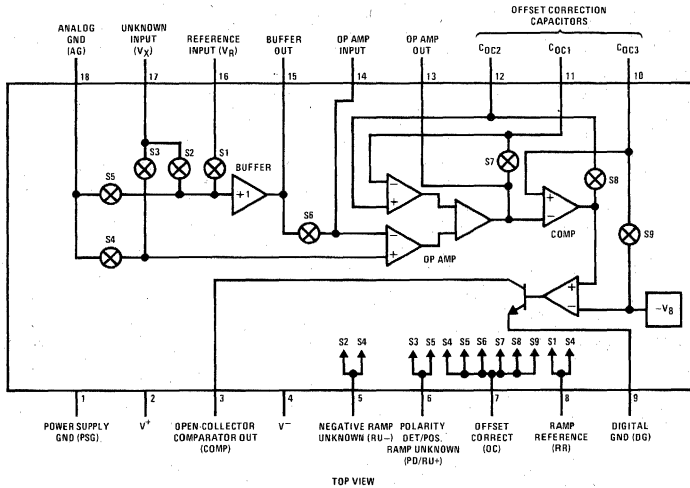 OFFSET CORRECTION
CAPACITORS
ANALOG
GND
(AG)
UNKNOWN
INPUT (VX)
REFERENCE
INPUT (VR)
BUFFER
OUT
OP AMP
INPUT
OP AMP
OUT
COC2
COC1
COC3
18
17
16
15
14
13
12
11
10
S3
S2
S1
S5
S4
BUFFER
+1
S6
S7
S8
S9
−
+
−
+
OP AMP
+
−
COMP
+
−
~V8
S2
S4
S3
S5
S4
S5
S6
S7
S8
S9
S1
S4
1
2
3
4
5
6
7
8
9
POWER SUPPLY
GND (PSG)
V+
OPEN-COLLECTOR
COMPARATOR OUT
(COMP)
V−
NEGATIVE RAMP
UNKNOWN (RU−)
POLARITY
DET/POS.
RAMP UNKNOWN
(PD/RU+)
OFFSET
CORRECT
(OC)
RAMP
REFERENCE
(RR)
DIGITAL
GND (DG)
TOP VIEW